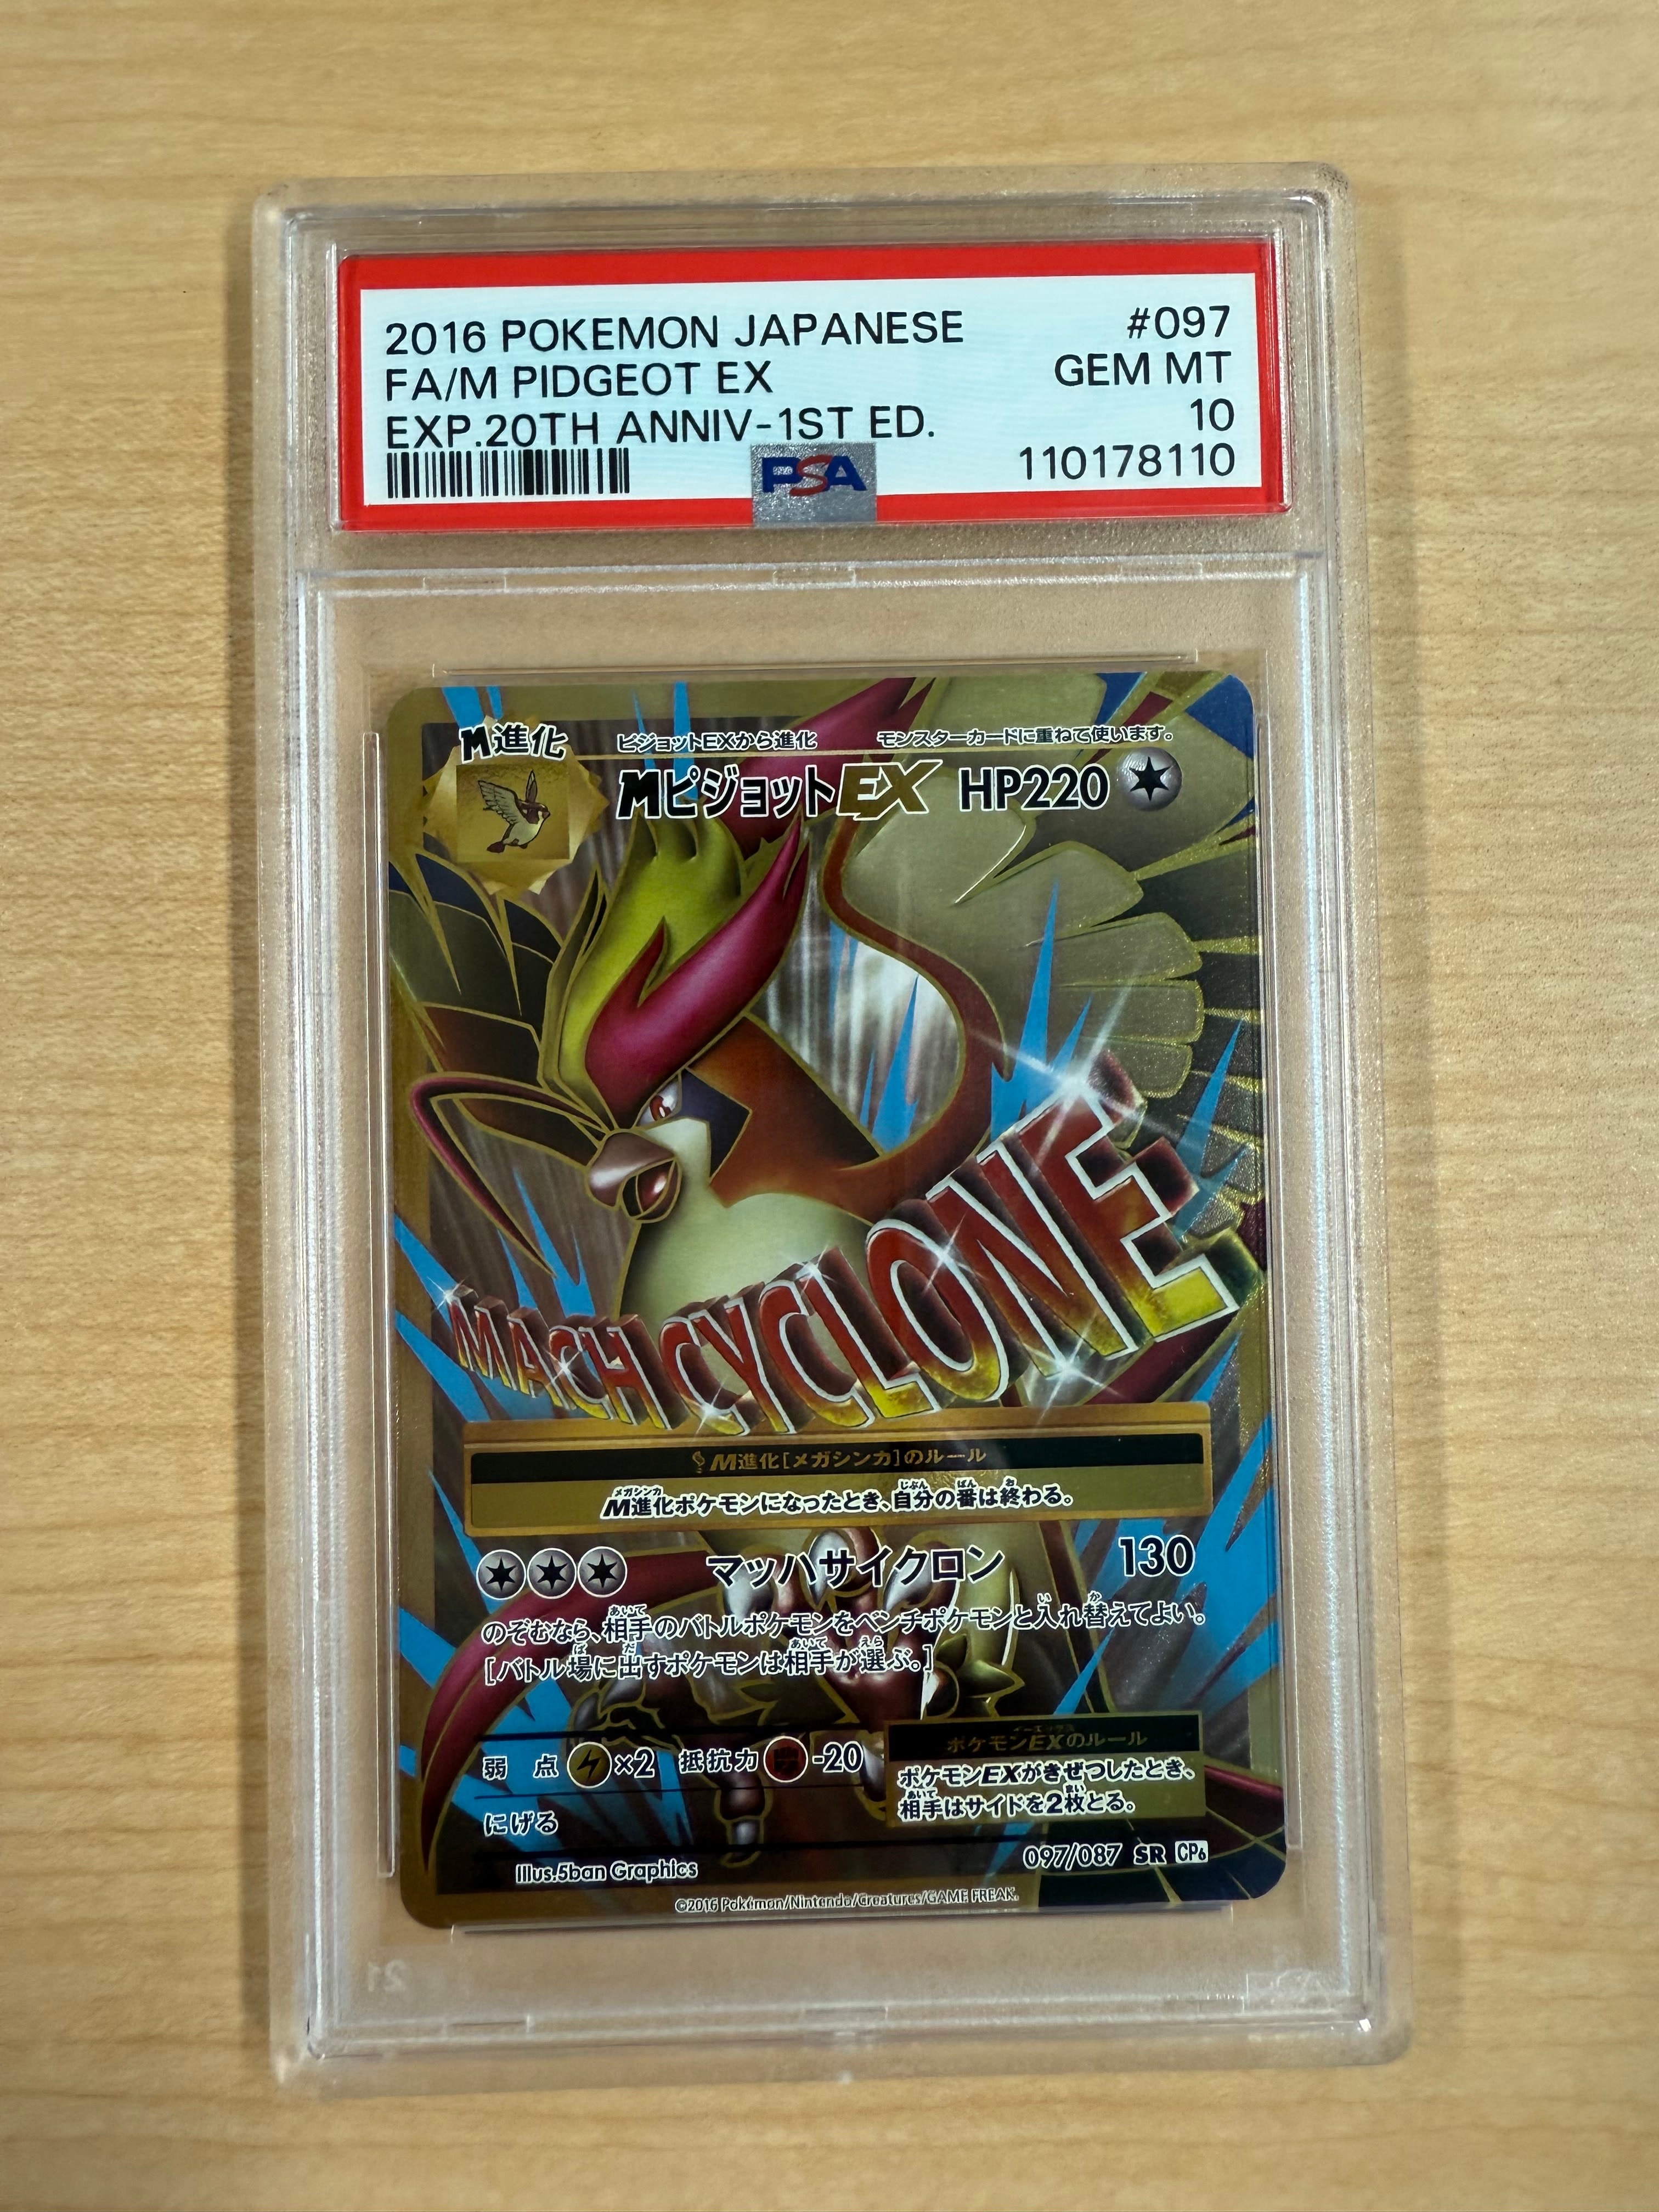 2016 POKEMON JAPANESE #097
FA/M PIDGEOT EX GEM MT
EXP.20TH ANNIV-1ST ED. 10
PSA 110178110
M進化 ピジョットEXから進化 モンスターカードに重ねて使います。
MピジョットEX HP220
MACH CYCLONE
M進化[メガシンカ]のルール
M進化ポケモンになったとき、自分の番は終わる。
マッハサイクロン 130
のぞむなら、相手のバトルポケモンをベンチポケモンと入れ替えてよい。
[バトル場に出すポケモンは相手が選ぶ。]
弱点 ×2 抵抗力 -20
ポケモンEXのルール
ポケモンEXがきぜつしたとき、
相手はサイドを2枚とる。
にげる
Illus.5ban Graphics
097/087 SR CP6
©2016 Pokémon/Nintendo/Creatures/GAME FREAK.